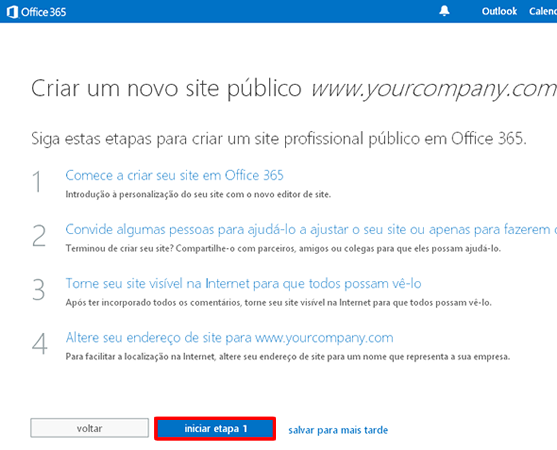 Office 365 Outlook Calend
Criar um novo site público www.yourcompany.com
Siga estas etapas para criar um site profissional público em Office 365.
1 Comece a criar seu site em Office 365
Introdução à personalização do seu site com o novo editor de site.
2 Convide algumas pessoas para ajudá-lo a ajustar o seu site ou apenas para fazerem c
Terminou de criar seu site? Compartilhe-o com parceiros, amigos ou colegas para que eles possam ajudá-lo.
3 Torne seu site visível na Internet para que todos possam vê-lo
Após ter incorporado todos os comentários, torne seu site visível na Internet para que todos possam vê-lo.
4 Altere seu endereço de site para www.yourcompany.com
Para facilitar a localização na Internet, altere seu endereço de site para um nome que representa a sua empresa.
voltar iniciar etapa 1 salvar para mais tarde